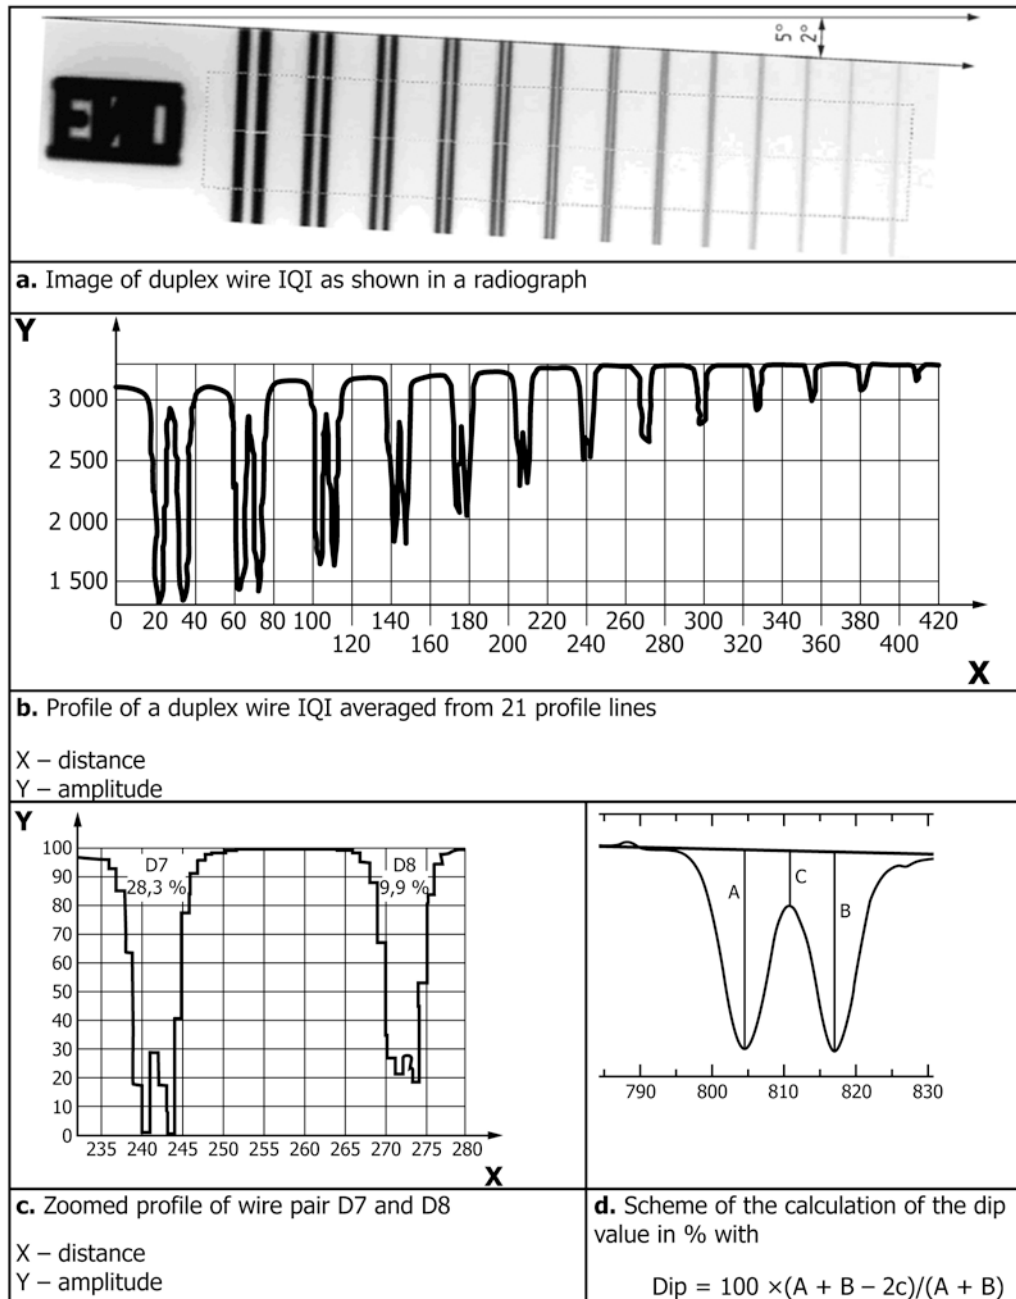 5°
2°
a. Image of duplex wire IQI as shown in a radiograph
Y
3 000
2 500
2 000
1 500
0 20 40 60 80 100 120 140 160 180 200 220 240 260 280 300 320 340 360 380 400 420
X
b. Profile of a duplex wire IQI averaged from 21 profile lines
X – distance
Y – amplitude
Y
100
90
80
70
60
50
40
30
20
10
0
D7
28,3 %
D8
9,9 %
235 240 245 250 255 260 265 270 275 280
X
A
C
B
790 800 810 820 830
c. Zoomed profile of wire pair D7 and D8
X – distance
Y – amplitude
d. Scheme of the calculation of the dip
value in % with
Dip = 100 ×(A + B – 2c)/(A + B)